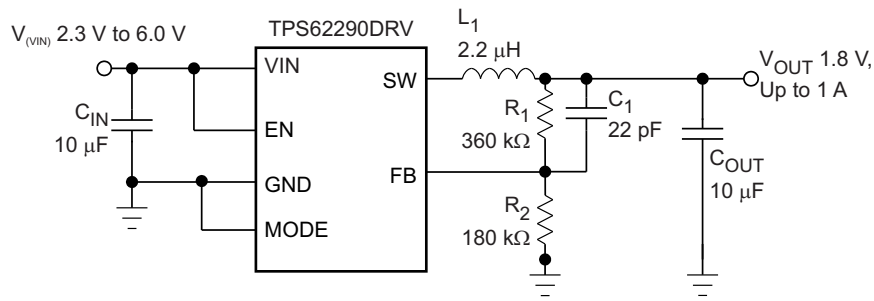 TPS62290DRV
V(VIN) 2.3 V to 6.0 V
L1
2.2 μH
VIN
SW
VOUT 1.8 V,
Up to 1 A
CIN
10 μF
EN
R1
360 kΩ
C1
22 pF
COUT
10 μF
GND
FB
MODE
R2
180 kΩ